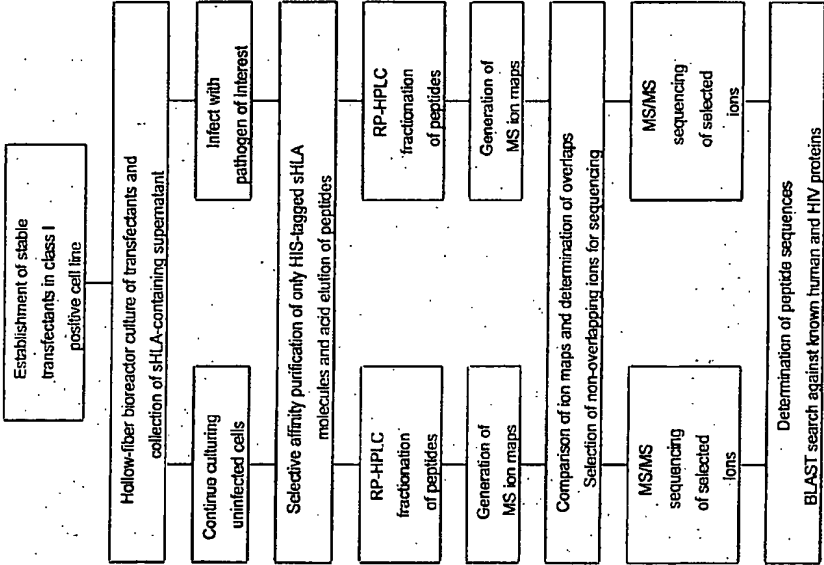 Establishment of stable
transfectants in class I
positive cell line
Hollow-fiber bioreactor culture of transfectants and
collection of sHLA-containing supernatant
Continue culturing
uninfected cells
Infect with
pathogen of interest
Selective affinity purification of only HIS-tagged sHLA
molecules and acid elution of peptides
RP-HPLC
fractionation
of peptides
RP-HPLC
fractionation
of peptides
Generation of
MS ion maps
Generation of
MS ion maps
Comparison of ion maps and determination of overlaps
Selection of non-overlapping ions for sequencing
MS/MS
sequencing
of selected
ions
MS/MS
sequencing
of selected
ions
Determination of peptide sequences
BLAST search against known human and HIV proteins